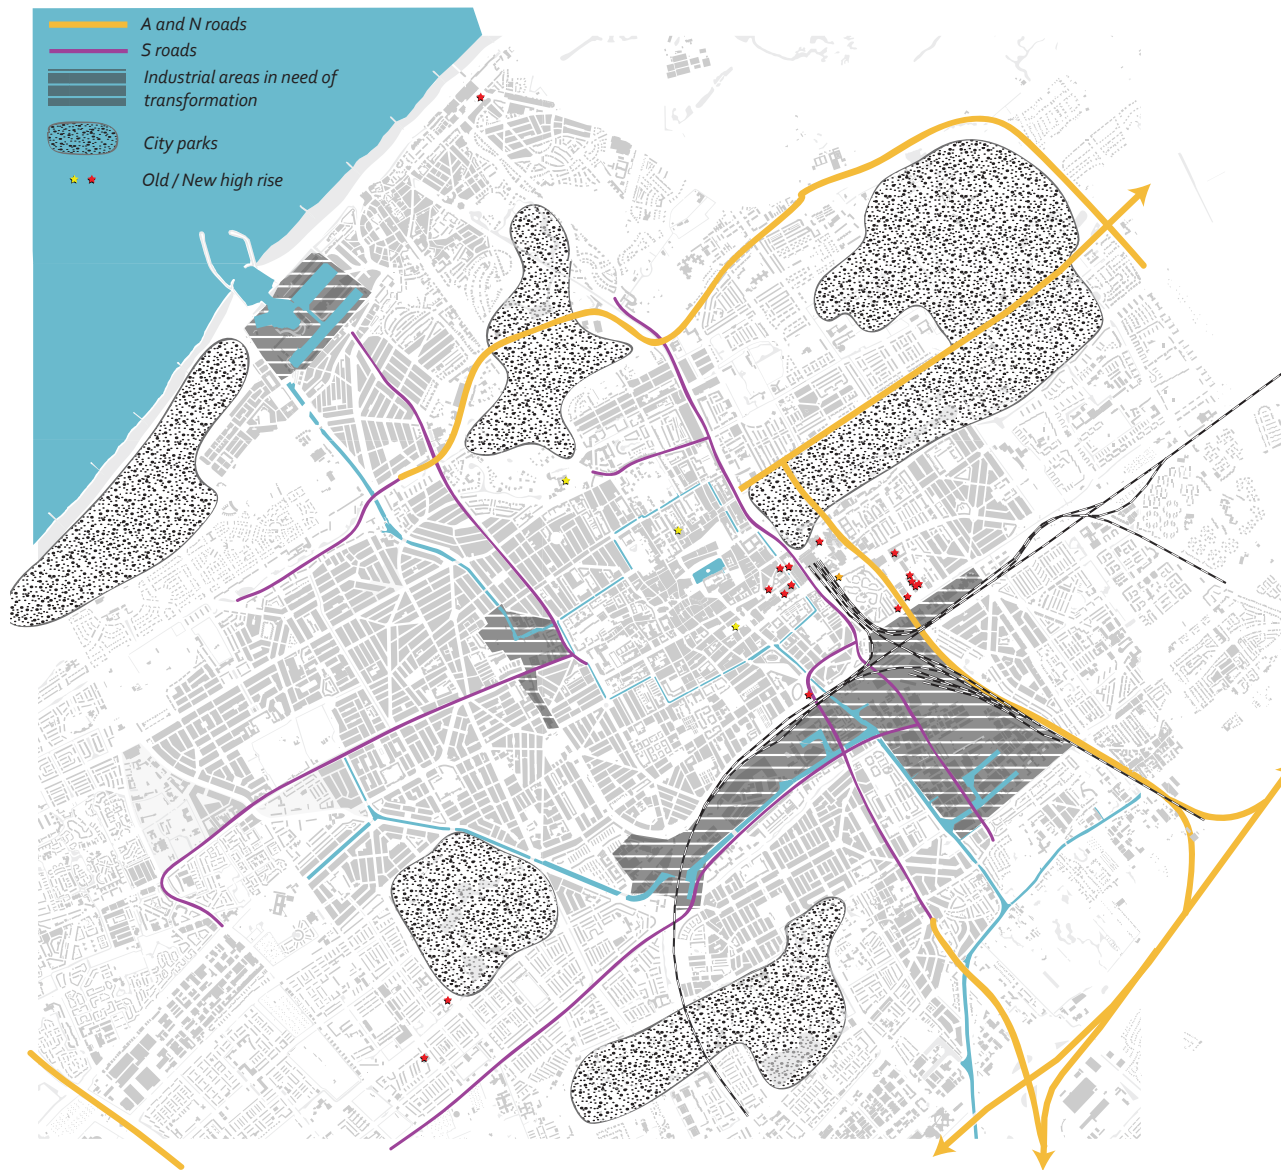 A and N roads
S roads
Industrial areas in need of
transformation
City parks
Old / New high rise